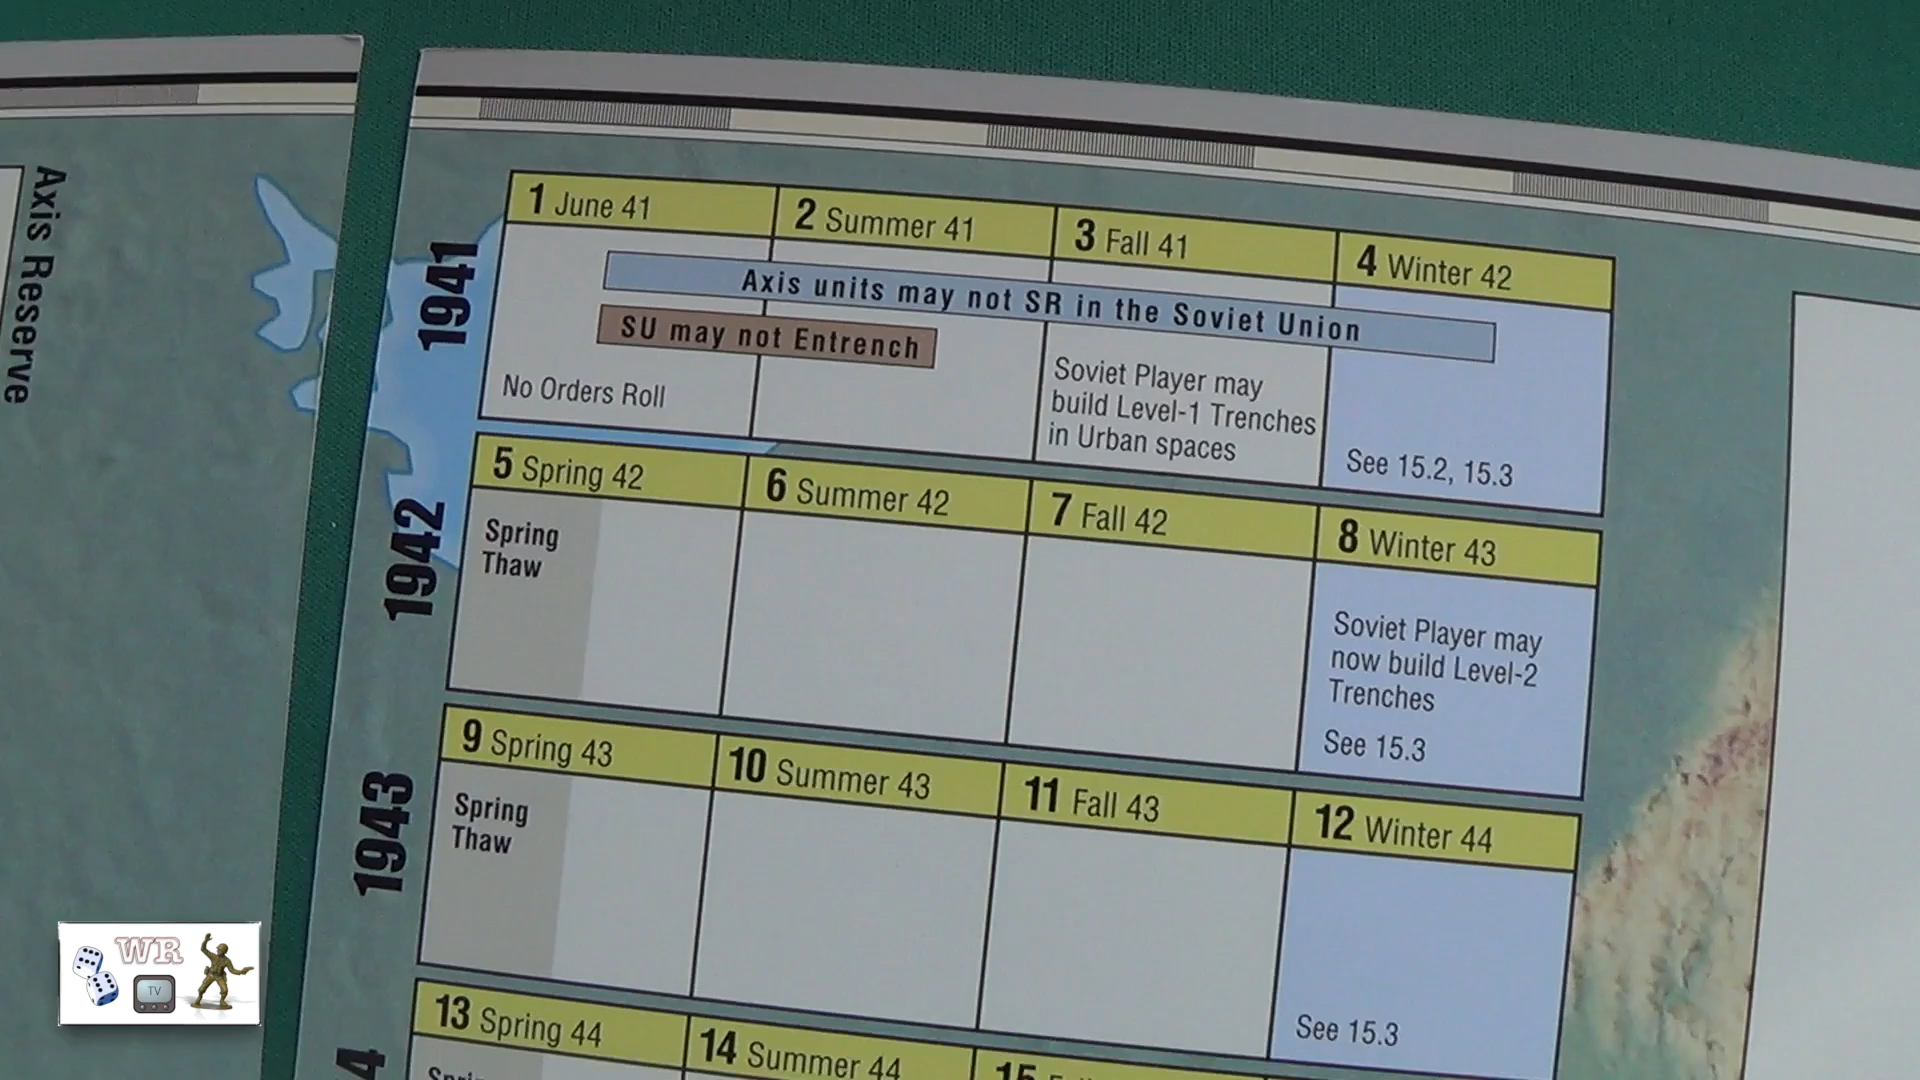 Axis Reserve
1941
1 June 41
2 Summer 41
3 Fall 41
4 Winter 42
Axis units may not SR in the Soviet Union
SU may not Entrench
No Orders Roll
Soviet Player may
build Level-1 Trenches
in Urban spaces
See 15.2, 15.3
1942
5 Spring 42
6 Summer 42
7 Fall 42
8 Winter 43
Spring
Thaw
Soviet Player may
now build Level-2
Trenches
See 15.3
1943
9 Spring 43
10 Summer 43
11 Fall 43
12 Winter 44
Spring
Thaw
See 15.3
4
13 Spring 44
14 Summer 44
15
WR
TV